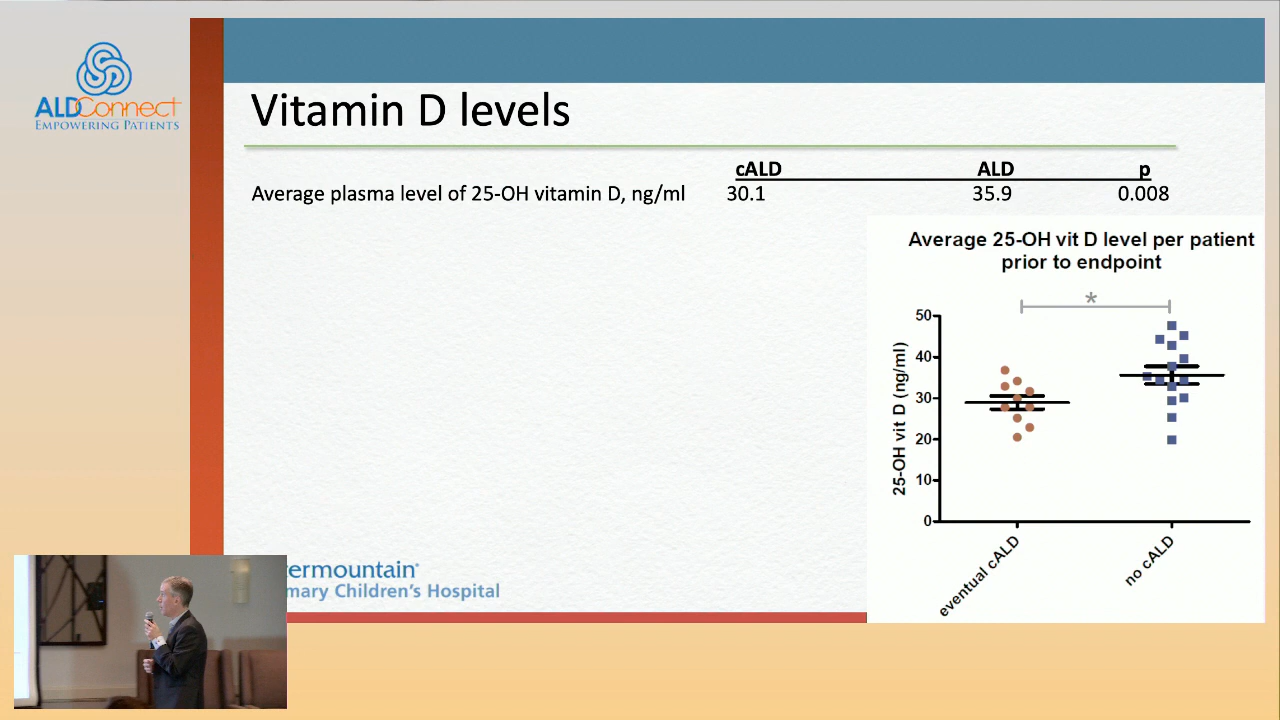 ALDConnect
EMPOWERING PATIENTS
Vitamin D levels
cALD ALD p
Average plasma level of 25-OH vitamin D, ng/ml 30.1 35.9 0.008
Average 25-OH vit D level per patient
prior to endpoint
*
25-OH vit D (ng/ml)
50
40
30
20
10
0
eventual cALD
no cALD
ermountain
mary Children's Hospital